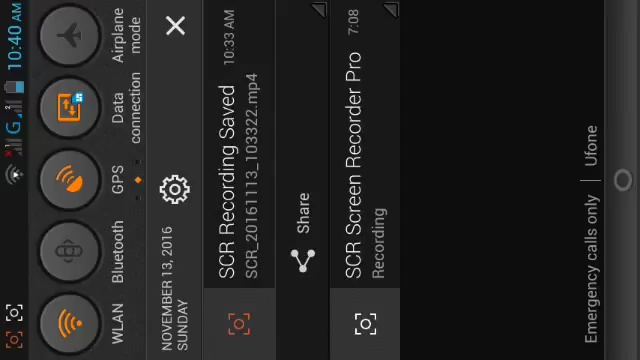 G 10:40 AM
WLAN Bluetooth GPS Data connection Airplane mode
NOVEMBER 13, 2016
SUNDAY
SCR Recording Saved 10:33 AM
SCR_20161113_103322.mp4
Share
SCR Screen Recorder Pro 7:08
Recording
Emergency calls only | Ufone